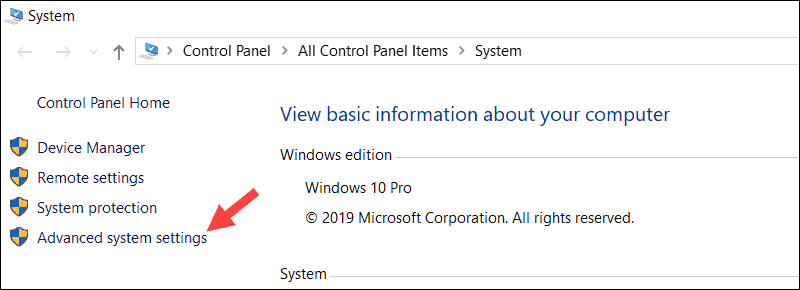 System
Control Panel > All Control Panel Items > System
Control Panel Home
Device Manager
Remote settings
System protection
Advanced system settings
View basic information about your computer
Windows edition
Windows 10 Pro
© 2019 Microsoft Corporation. All rights reserved.
System